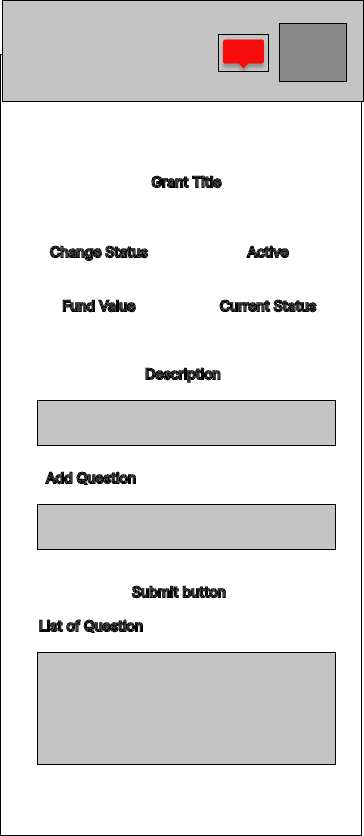 Grant Title
Change Status
Active
Fund Value
Current Status
Description
Add Question
Submit button
List of Question